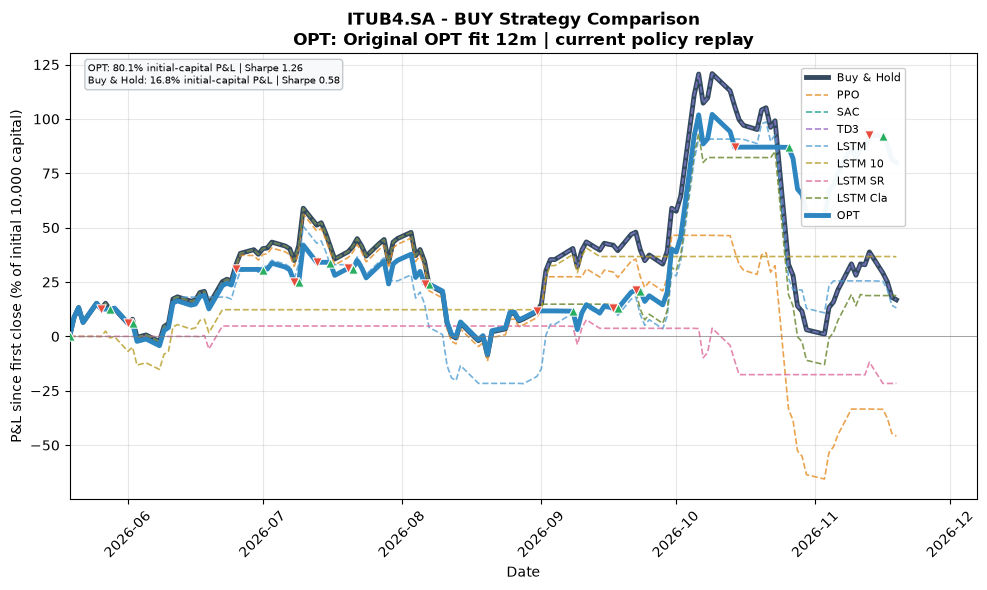 ITUB4.SA - BUY Strategy Comparison
OPT: Original OPT fit 12m | current policy replay
OPT: 80.1% initial-capital P&L | Sharpe 1.26
Buy & Hold: 16.8% initial-capital P&L | Sharpe 0.58
Buy & Hold
PPO
SAC
TD3
LSTM
LSTM 10
LSTM SR
LSTM Cla
OPT
P&L since first close (% of initial 10,000 capital)
125
100
75
50
25
0
−25
−50
2026-06
2026-07
2026-08
2026-09
2026-10
2026-11
2026-12
Date